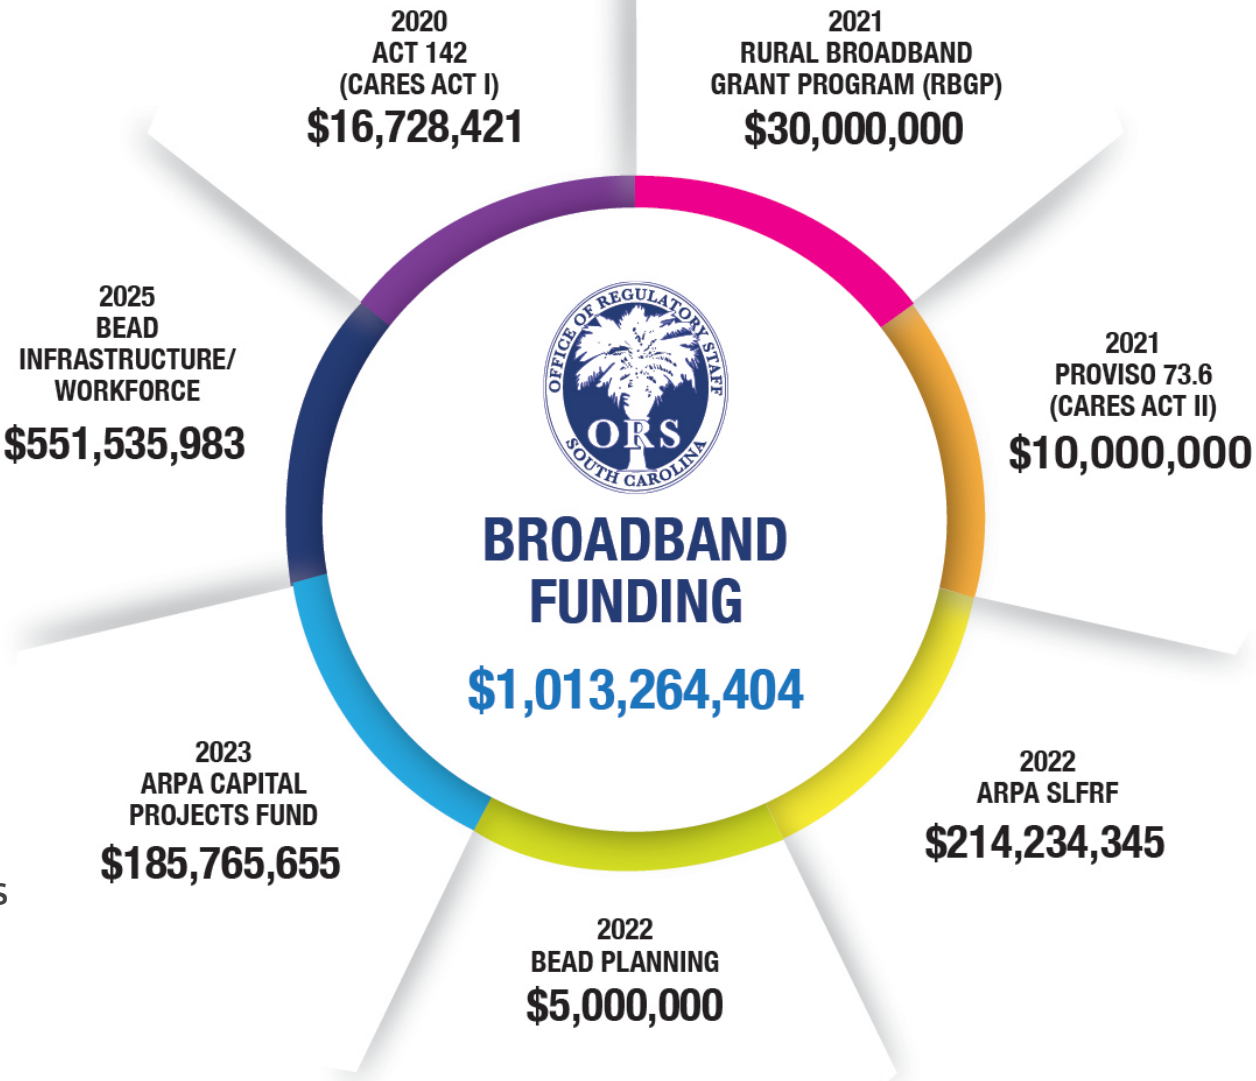 2020
ACT 142
(CARES ACT I)
$16,728,421
2021
RURAL BROADBAND
GRANT PROGRAM (RBGP)
$30,000,000
2021
PROVISO 73.6
(CARES ACT II)
$10,000,000
2022
ARPA SLFRF
$214,234,345
2022
BEAD PLANNING
$5,000,000
2023
ARPA CAPITAL
PROJECTS FUND
$185,765,655
2025
BEAD
INFRASTRUCTURE/
WORKFORCE
$551,535,983
OFFICE OF REGULATORY STAFF
ORS
SOUTH CAROLINA
BROADBAND
FUNDING
$1,013,264,404
s